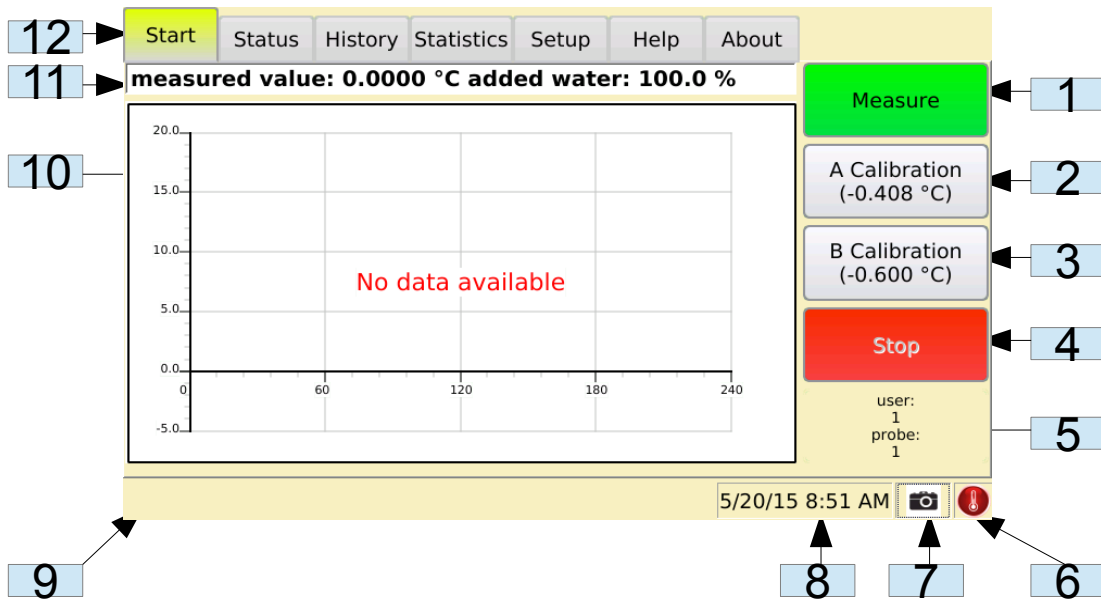 12
Start
Status
History
Statistics
Setup
Help
About
11
measured value: 0.0000 °C added water: 100.0 %
Measure
1
10
20.0
15.0
10.0
5.0
0.0
-5.0
0
60
120
180
240
No data available
A Calibration
(-0.408 °C)
2
B Calibration
(-0.600 °C)
3
Stop
4
user:
1
probe:
1
5
5/20/15 8:51 AM
9
8
7
6